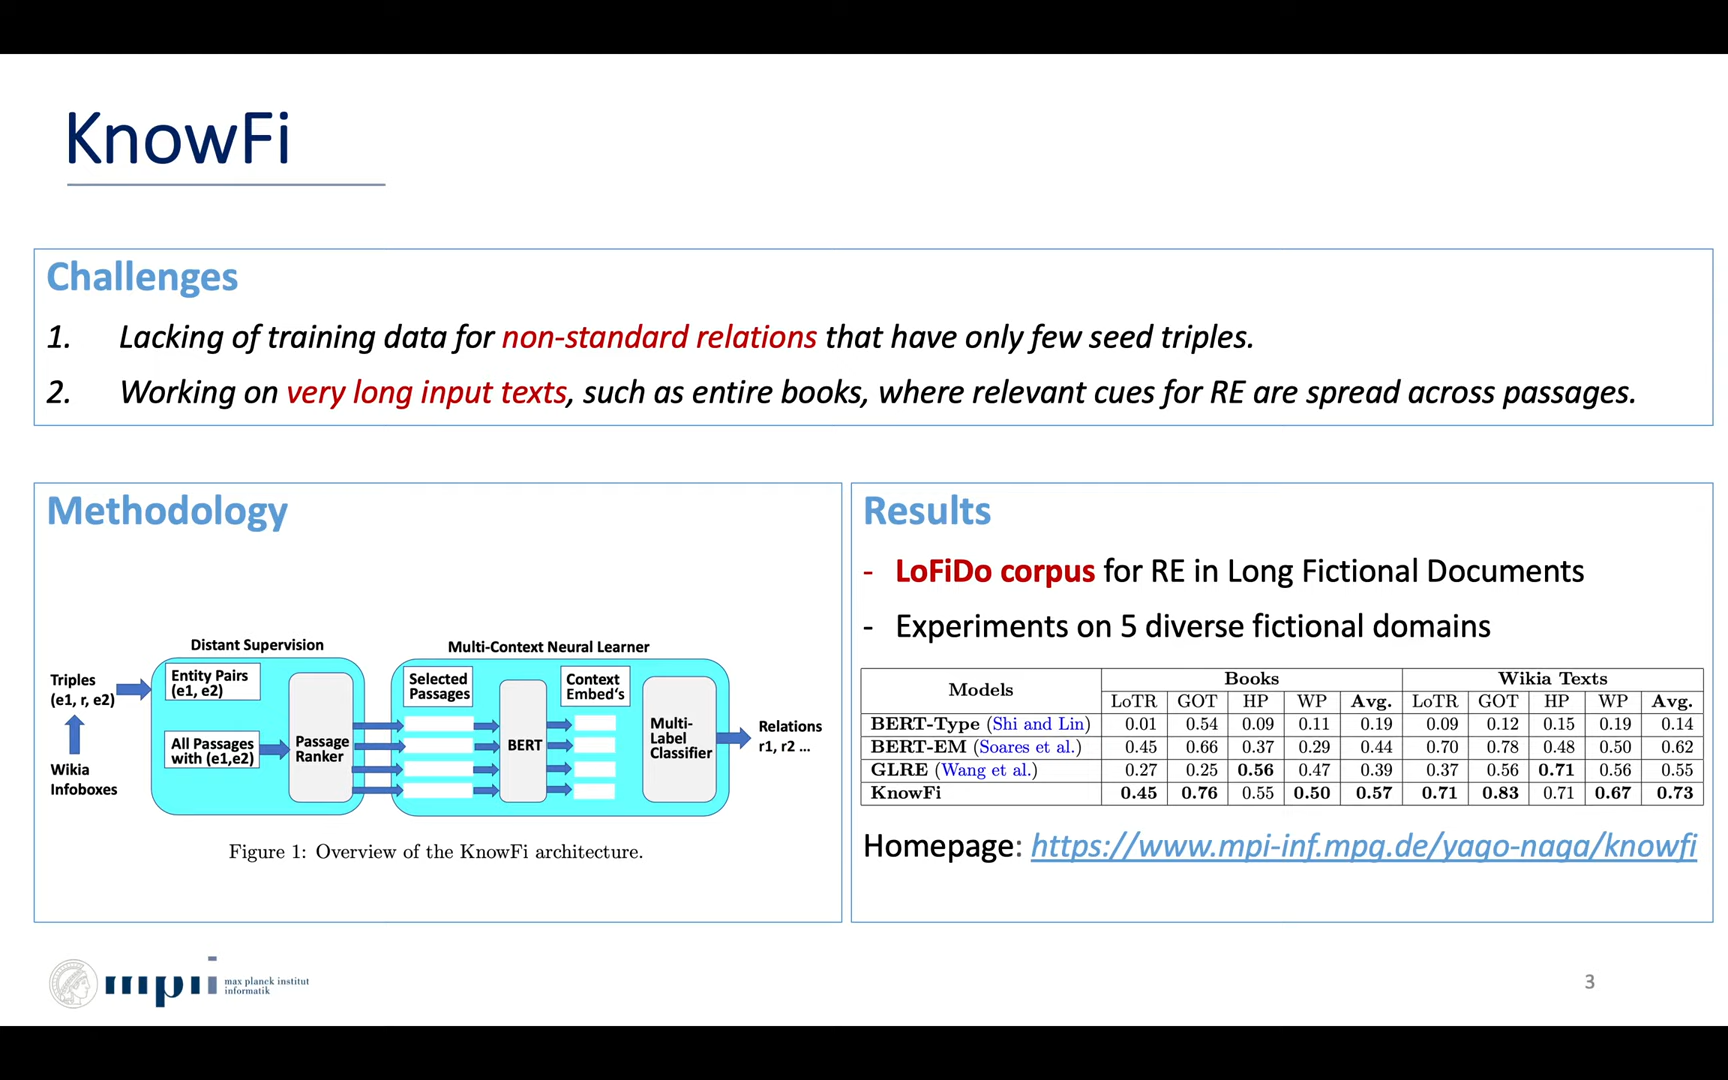 KnowFi
Challenges
1. Lacking of training data for non-standard relations that have only few seed triples.
2. Working on very long input texts, such as entire books, where relevant cues for RE are spread across passages.
Methodology
Distant Supervision
Multi-Context Neural Learner
Triples
(e1, r, e2)
Wikia
Infoboxes
Entity Pairs
(e1, e2)
All Passages
with (e1,e2)
Passage
Ranker
Selected
Passages
BERT
Context
Embed's
Multi-
Label
Classifier
Relations
r1, r2 ...
Figure 1: Overview of the KnowFi architecture.
Results
- LoFiDo corpus for RE in Long Fictional Documents
- Experiments on 5 diverse fictional domains
Models Books Wikia Texts
LoTR GOT HP WP Avg. LoTR GOT HP WP Avg.
BERT-Type (Shi and Lin) 0.01 0.54 0.09 0.11 0.19 0.09 0.12 0.15 0.19 0.14
BERT-EM (Soares et al.) 0.45 0.66 0.37 0.29 0.44 0.70 0.78 0.48 0.50 0.62
GLRE (Wang et al.) 0.27 0.25 0.56 0.47 0.39 0.37 0.56 0.71 0.56 0.55
KnowFi 0.45 0.76 0.55 0.50 0.57 0.71 0.83 0.71 0.67 0.73
Homepage: https://www.mpi-inf.mpg.de/yago-naga/knowfi
mpi max planck institut
informatik
3